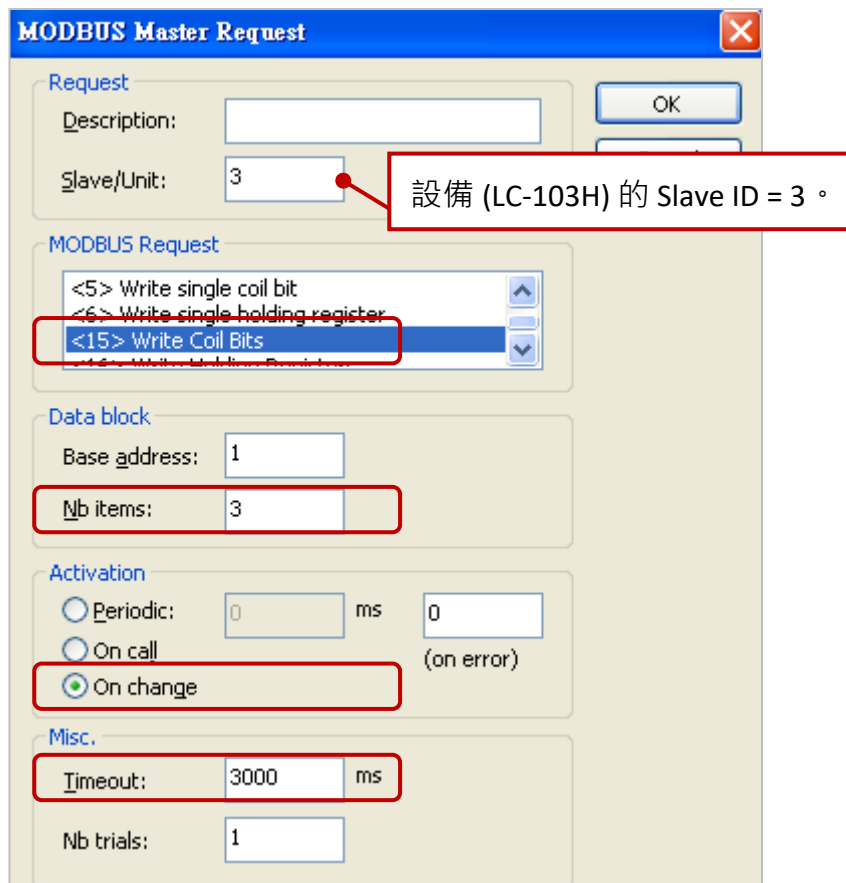 MODBUS Master Request
Request
OK
Description:
Slave/Unit:
3
設備 (LC-103H) 的 Slave ID = 3。
MODBUS Request
<5> Write single coil bit
<6> Write single holding register
<15> Write Coil Bits
Data block
Base address:
1
Nb items:
3
Activation
Periodic:
0
ms
0
On call
(on error)
On change
Misc.
Timeout:
3000
ms
Nb trials:
1